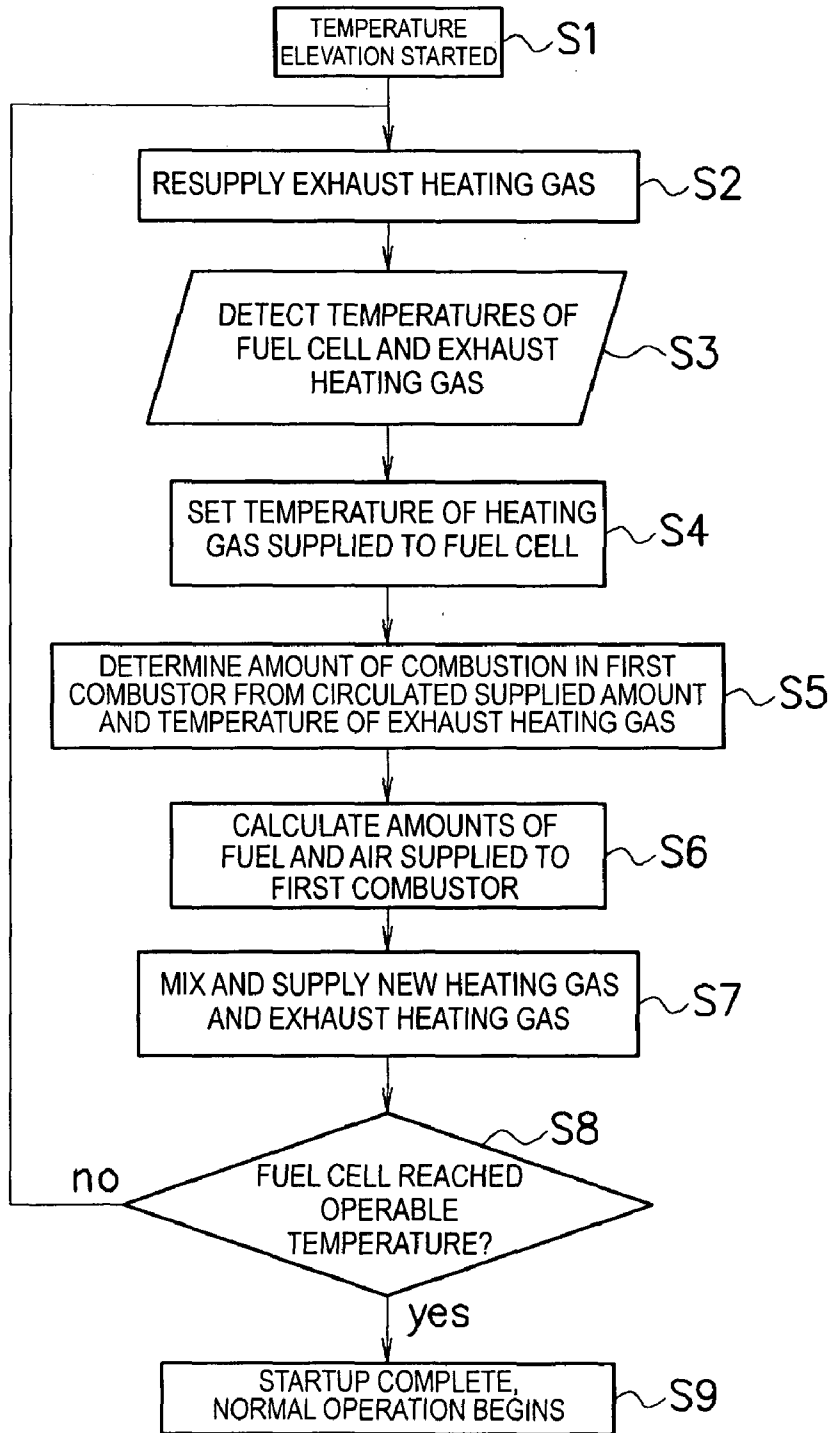 TEMPERATURE
ELEVATION STARTED
S1
RESUPPLY EXHAUST HEATING GAS
S2
DETECT TEMPERATURES OF
FUEL CELL AND EXHAUST
HEATING GAS
S3
SET TEMPERATURE OF HEATING
GAS SUPPLIED TO FUEL CELL
S4
DETERMINE AMOUNT OF COMBUSTION IN FIRST
COMBUSTOR FROM CIRCULATED SUPPLIED AMOUNT
AND TEMPERATURE OF EXHAUST HEATING GAS
S5
CALCULATE AMOUNTS OF
FUEL AND AIR SUPPLIED TO
FIRST COMBUSTOR
S6
MIX AND SUPPLY NEW HEATING GAS
AND EXHAUST HEATING GAS
S7
S8
no
FUEL CELL REACHED
OPERABLE
TEMPERATURE?
yes
STARTUP COMPLETE,
NORMAL OPERATION BEGINS
S9